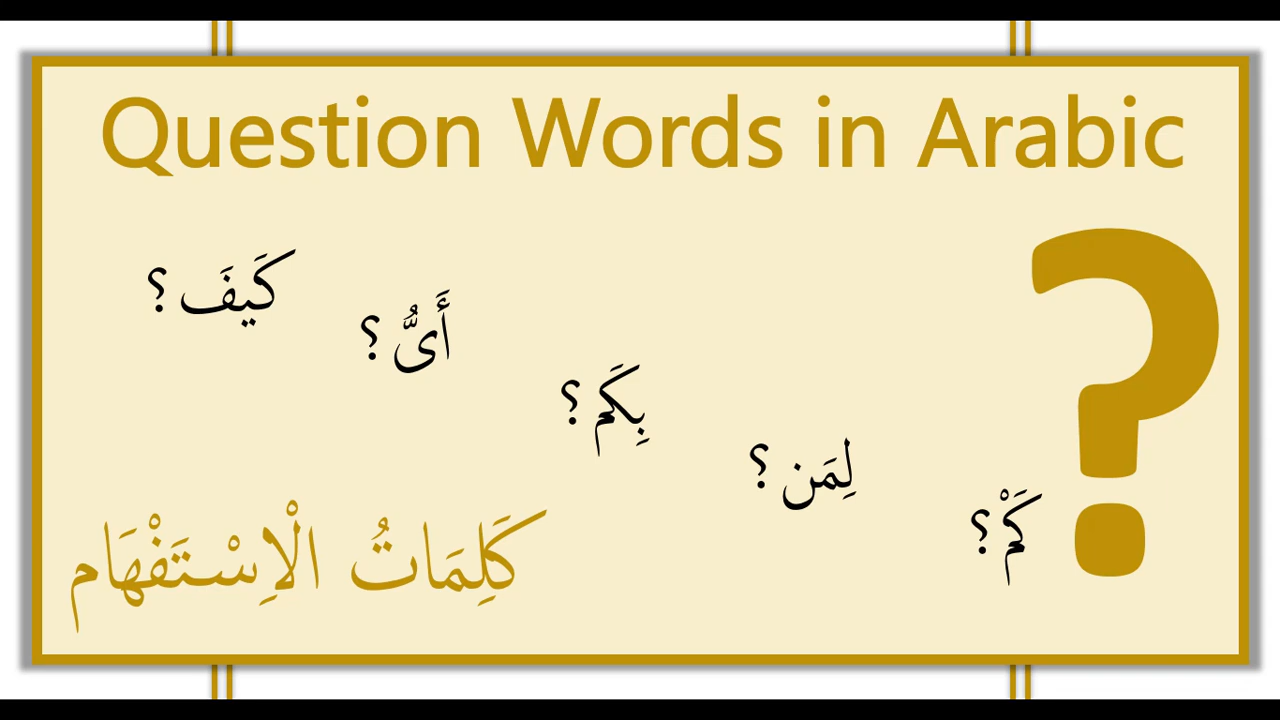 Question Words in Arabic
كَيفَ ؟
أَىُّ ؟
بِكَم ؟
لِمَن ؟
كَمْ ؟
كَلِمَاتُ الْاِسْتَفْهَام
?